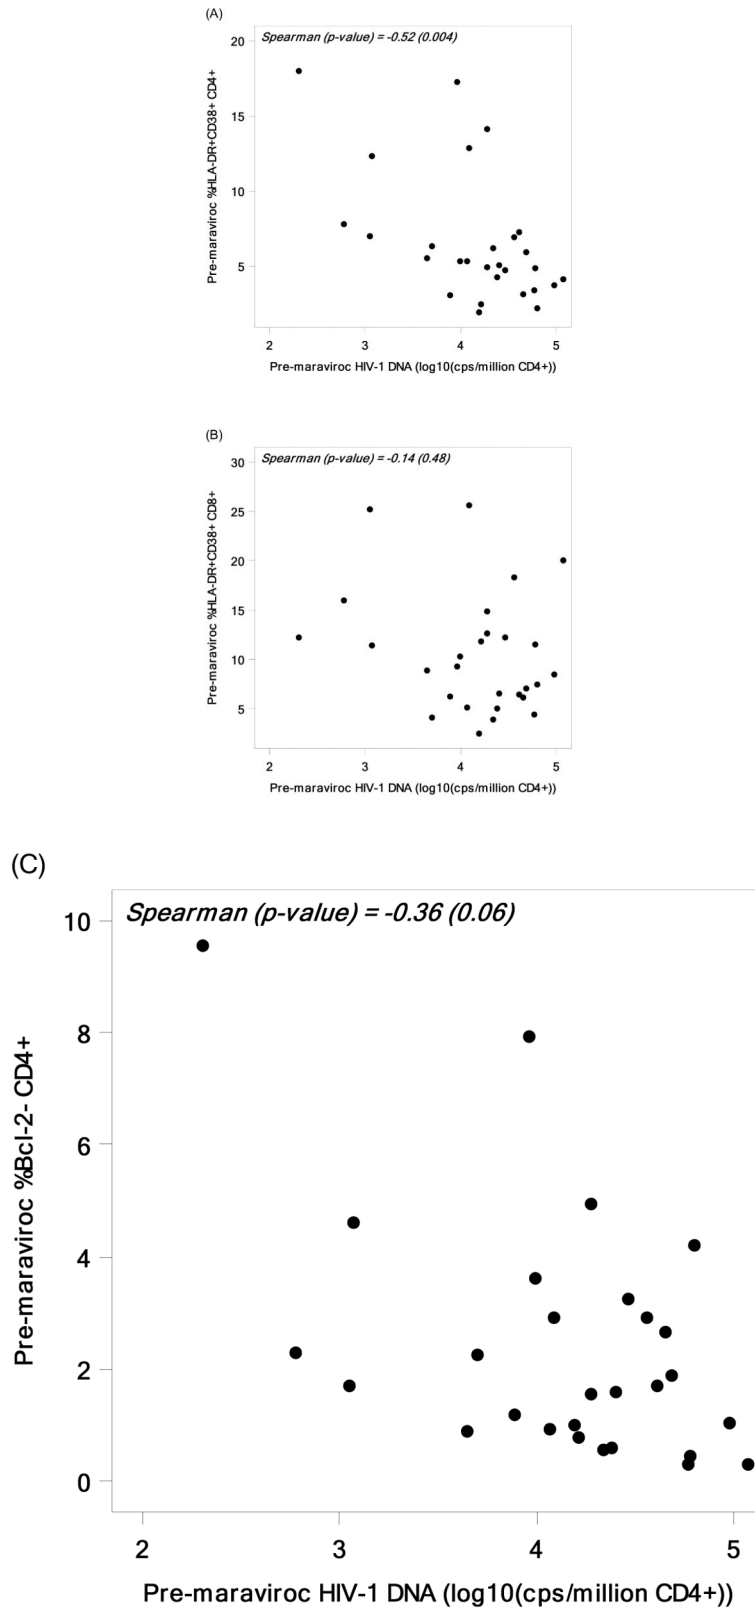 (A)
Spearman (p-value) = -0.52 (0.004)
Pre-maraviroc %HLA-DR+CD38+ CD4+
20
15
10
5
2 3 4 5
Pre-maraviroc HIV-1 DNA (log10(cps/million CD4+))
(B)
Spearman (p-value) = -0.14 (0.48)
Pre-maraviroc %HLA-DR+CD38+ CD8+
30
25
20
15
10
5
2 3 4 5
Pre-maraviroc HIV-1 DNA (log10(cps/million CD4+))
(C)
Spearman (p-value) = -0.36 (0.06)
Pre-maraviroc %Bcl-2- CD4+
10
8
6
4
2
0
2 3 4 5
Pre-maraviroc HIV-1 DNA (log10(cps/million CD4+))